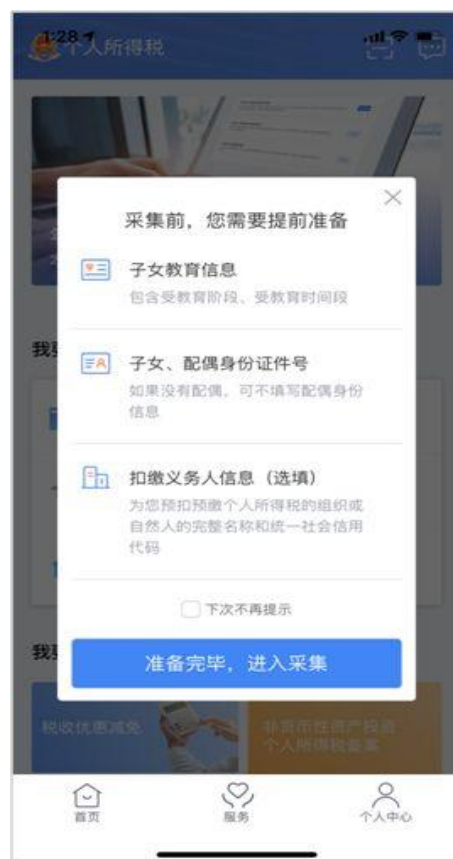 1:28
个人所得税
采集前，您需要提前准备
子女教育信息
包含受教育阶段、受教育时间段
我要
子女、配偶身份证件号
如果没有配偶，可不填写配偶身份
信息
扣缴义务人信息（选填）
为您预扣预缴个人所得税的组织或
自然人的完整名称和统一社会信用
代码
下次不再提示
我要
准备完毕，进入采集
税收优惠减免
非货币性资产投资
个人所得税备案
首页
服务
个人中心